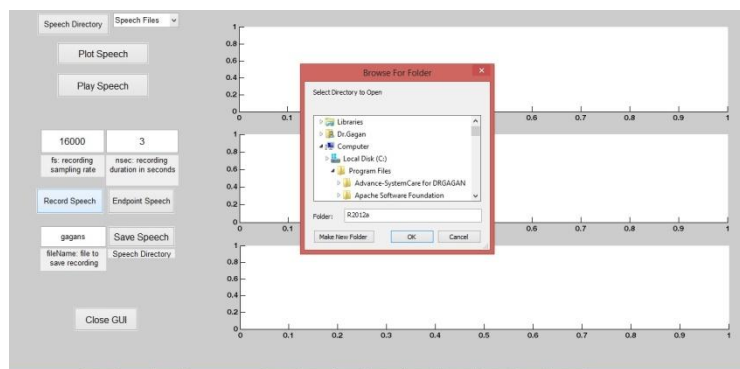 Speech Directory
Speech Files
Plot Speech
Play Speech
16000
3
fs: recording
sampling rate
nsec: recording
duration in seconds
Record Speech
Endpoint Speech
gagans
Save Speech
fileName: file to
save recording
Speech Directory
Close GUI
1
0.8
0.6
0.4
0.2
0
0 0.1 0.6 0.7 0.8 0.9 1
1
0.8
0.6
0.4
0.2
0
0 0.1 0.6 0.7 0.8 0.9 1
1
0.8
0.6
0.4
0.2
0
0 0.1 0.2 0.3 0.4 0.5 0.6 0.7 0.8 0.9 1
Browse For Folder
Select Directory to Open
Libraries
Dr.Gagan
Computer
Local Disk (C:)
Program Files
Advance-SystemCare for DRGAGAN
Apache Software Foundation
Folder: R2012a
Make New Folder
OK
Cancel